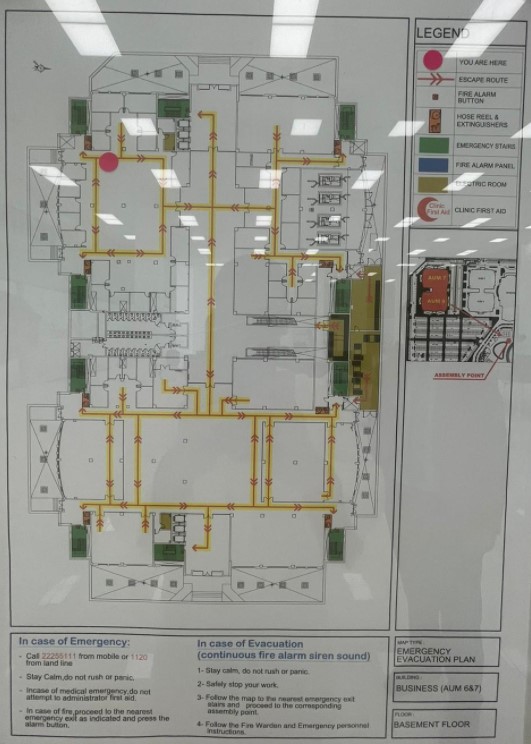 LEGEND
YOU ARE HERE
ESCAPE ROUTE
FIRE ALARM
BUTTON
HOSE REEL &
EXTINGUISHERS
EMERGENCY STAIRS
FIRE ALARM PANEL
ELECTRIC ROOM
Clinic
First Aid
CLINIC FIRST AID
ASSEMBLY POINT
In case of Emergency:
- Call 22255111 from mobile or 1120
from land line
- Stay Calm,do not rush or panic.
- Incase of medical emergency,do not
attempt to administrator first aid.
- In case of fire,proceed to the nearest
emergency exit as indicated and press the
alarm button.
In case of Evacuation
(continuous fire alarm siren sound)
1- Stay calm, do not rush or panic.
2- Safely stop your work.
3- Follow the map to the nearest emergency exit
stairs and proceed to the corresponding
assembly point.
4- Follow the Fire Warden and Emergency personnel
Instructions.
MAP TYPE:
EMERGENCY
EVACUATION PLAN
BUILDING:
BUSINESS (AUM 6&7)
FLOOR:
BASEMENT FLOOR